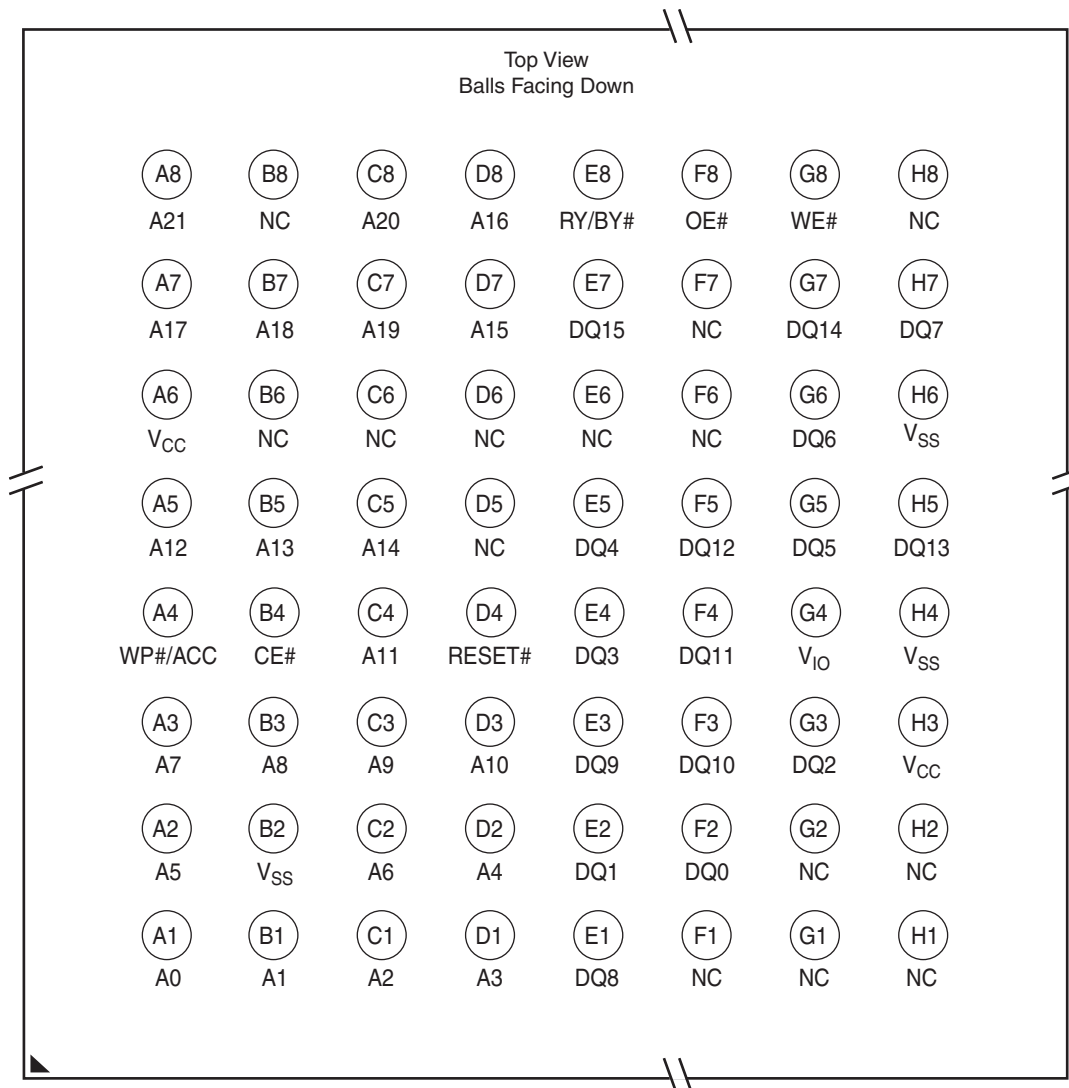 Top View
Balls Facing Down
A8 B8 C8 D8 E8 F8 G8 H8
A21 NC A20 A16 RY/BY# OE# WE# NC
A7 B7 C7 D7 E7 F7 G7 H7
A17 A18 A19 A15 DQ15 NC DQ14 DQ7
A6 B6 C6 D6 E6 F6 G6 H6
VCC NC NC NC NC NC DQ6 VSS
A5 B5 C5 D5 E5 F5 G5 H5
A12 A13 A14 NC DQ4 DQ12 DQ5 DQ13
A4 B4 C4 D4 E4 F4 G4 H4
WP#/ACC CE# A11 RESET# DQ3 DQ11 VIO VSS
A3 B3 C3 D3 E3 F3 G3 H3
A7 A8 A9 A10 DQ9 DQ10 DQ2 VCC
A2 B2 C2 D2 E2 F2 G2 H2
A5 VSS A6 A4 DQ1 DQ0 NC NC
A1 B1 C1 D1 E1 F1 G1 H1
A0 A1 A2 A3 DQ8 NC NC NC